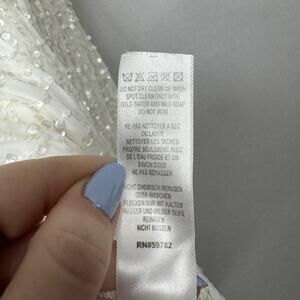 DO NOT DRY CLEAN OR WASH
SPOT CLEAN ONLY WITH
COLD WATER AND MILD SOAP
DO NOT IRON
NE PAS NETTOYER A SEC
OU LAVER
NETTOYER LES TACHES
PROPRE SEULEMENT AVEC
DE L'EAU FROIDE ET UN
SAVON DOUX
NE PAS REPASSER
NICHT CHEMISCH REINIGEN
ODER WASCHEN
FLECKEN NUR MIT KALTEM
WASSER UND MILDER SEIFE
REINIGEN
NICHT BÜGELN
RN#59782